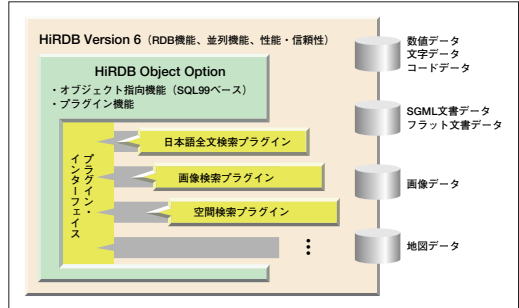 HiRDB Version 6（RDB機能、並列機能、性能・信頼性）
HiRDB Object Option
・オブジェクト指向機能（SQL99ベース）
・プラグイン機能
プラグイン・
インターフェイス
日本語全文検索プラグイン
画像検索プラグイン
空間検索プラグイン
数値データ
文字データ
コードデータ
SGML文書データ
フラット文書データ
画像データ
地図データ